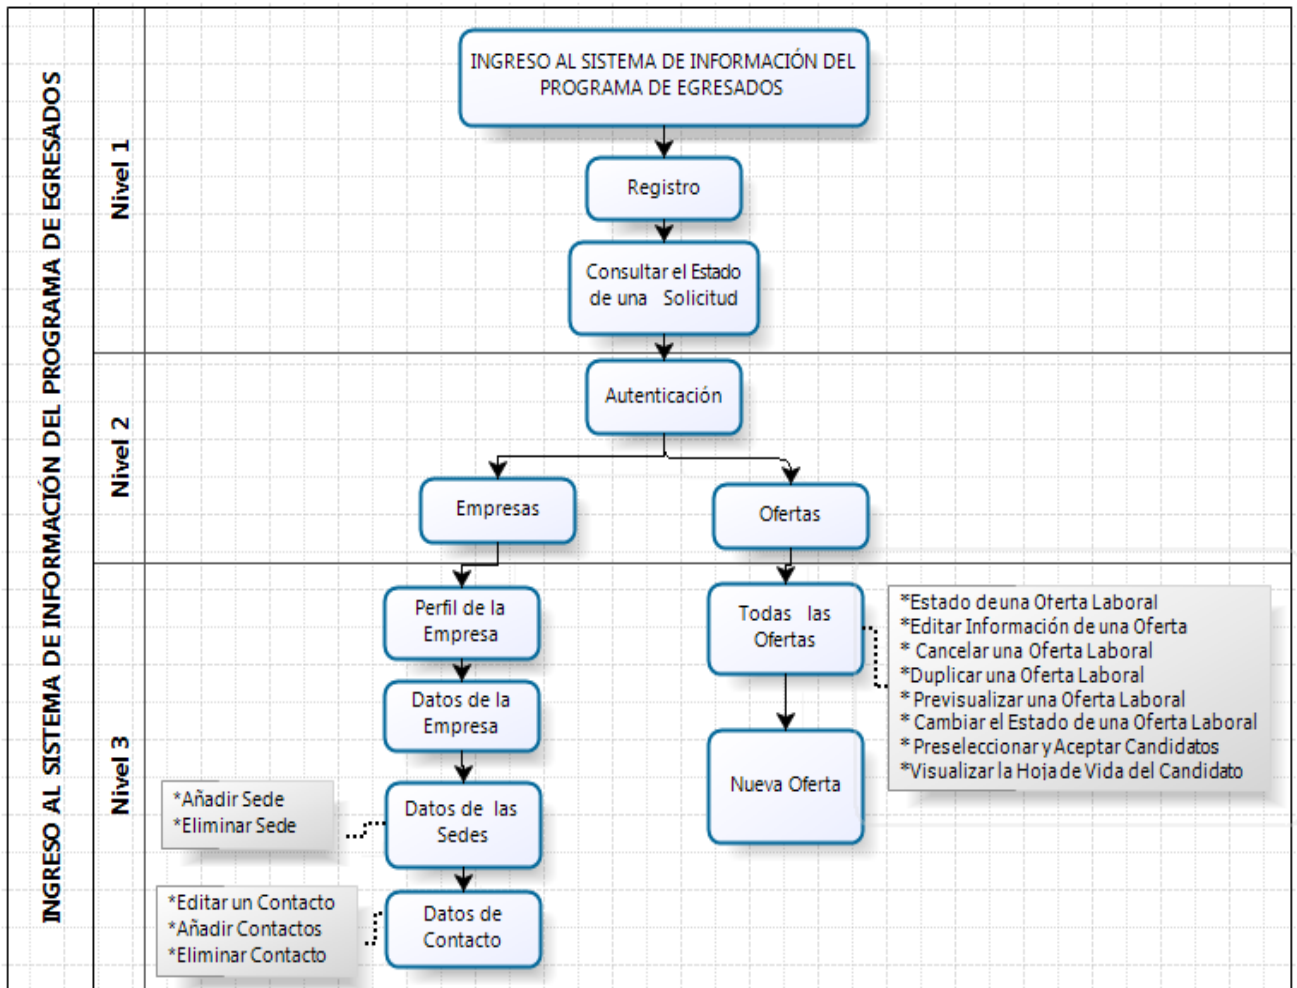 INGRESO AL SISTEMA DE INFORMACIÓN DEL PROGRAMA DE EGRESADOS
Nivel 1
INGRESO AL SISTEMA DE INFORMACIÓN DEL
PROGRAMA DE EGRESADOS
Registro
Consultar el Estado
de una Solicitud
Nivel 2
Autenticación
Empresas
Ofertas
Nivel 3
Perfil de la
Empresa
Datos de la
Empresa
*Añadir Sede
*Eliminar Sede
Datos de las
Sedes
*Editar un Contacto
*Añadir Contactos
*Eliminar Contacto
Datos de
Contacto
Todas las
Ofertas
*Estado de una Oferta Laboral
*Editar Información de una Oferta
* Cancelar una Oferta Laboral
*Duplicar una Oferta Laboral
* Previsualizar una Oferta Laboral
* Cambiar el Estado de una Oferta Laboral
* Preseleccionar y Aceptar Candidatos
*Visualizar la Hoja de Vida del Candidato
Nueva Oferta